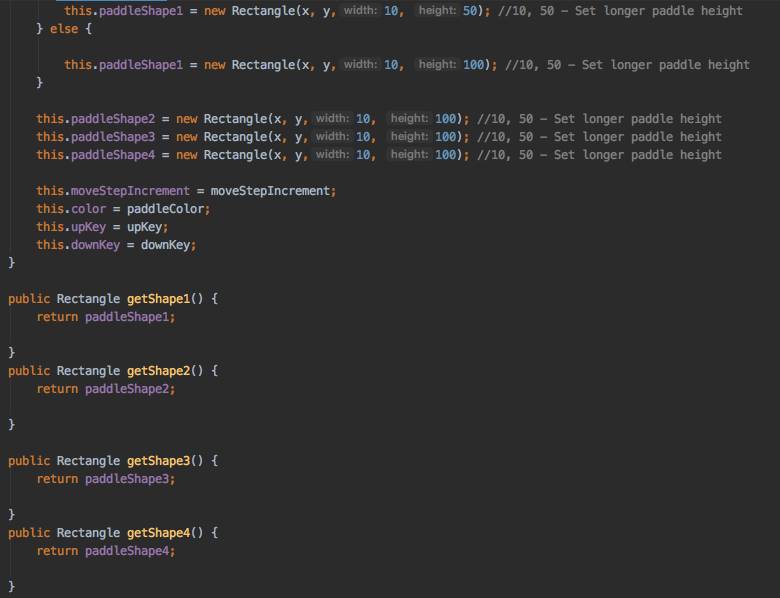 this.paddleShape1 = new Rectangle(x, y, width: 10, height: 50); //10, 50 – Set longer paddle height
} else {
this.paddleShape1 = new Rectangle(x, y, width: 10, height: 100); //10, 50 – Set longer paddle height
}
this.paddleShape2 = new Rectangle(x, y, width: 10, height: 100); //10, 50 – Set longer paddle height
this.paddleShape3 = new Rectangle(x, y, width: 10, height: 100); //10, 50 – Set longer paddle height
this.paddleShape4 = new Rectangle(x, y, width: 10, height: 100); //10, 50 – Set longer paddle height
this.moveStepIncrement = moveStepIncrement;
this.color = paddleColor;
this.upKey = upKey;
this.downKey = downKey;
}
public Rectangle getShape1() {
return paddleShape1;
}
public Rectangle getShape2() {
return paddleShape2;
}
public Rectangle getShape3() {
return paddleShape3;
}
public Rectangle getShape4() {
return paddleShape4;
}